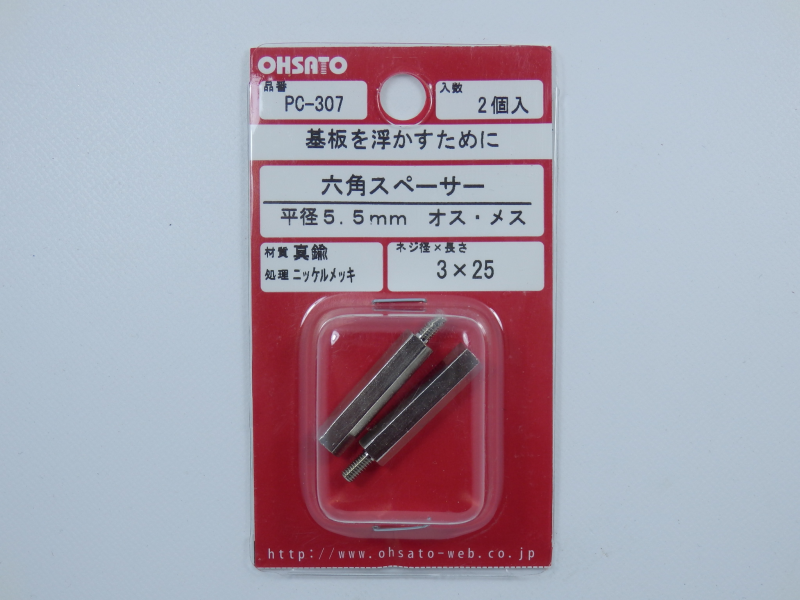 OHSATO
品番 PC-307
入数 2個入
基板を浮かすために
六角スペーサー
平径5.5mm オス・メス
材質 真鍮
処理 ニッケルメッキ
ネジ径×長さ
3×25
http://www.ohsato-web.co.jp